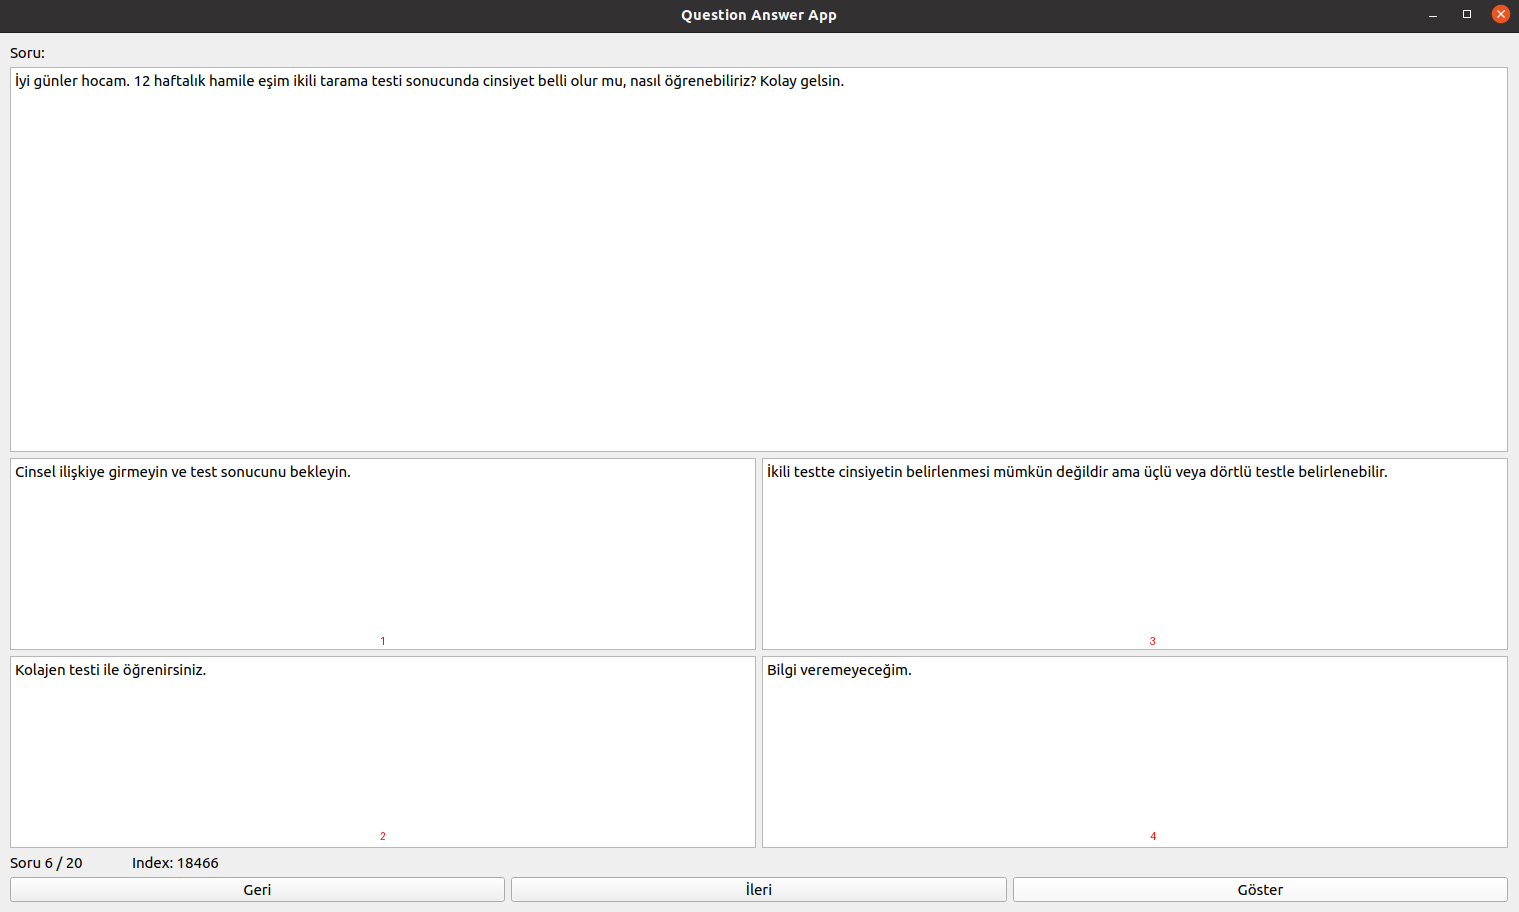 Question Answer App
Soru:
İyi günler hocam. 12 haftalık hamile eşim ikili tarama testi sonucunda cinsiyet belli olur mu, nasıl öğrenebiliriz? Kolay gelsin.
Cinsel ilişkiye girmeyin ve test sonucunu bekleyin.
1
İkili testte cinsiyetin belirlenmesi mümkün değildir ama üçlü veya dörtlü testle belirlenebilir.
3
Kolajen testi ile öğrenirsiniz.
2
Bilgi veremeyeceğim.
4
Soru 6 / 20
Index: 18466
Geri
İleri
Göster